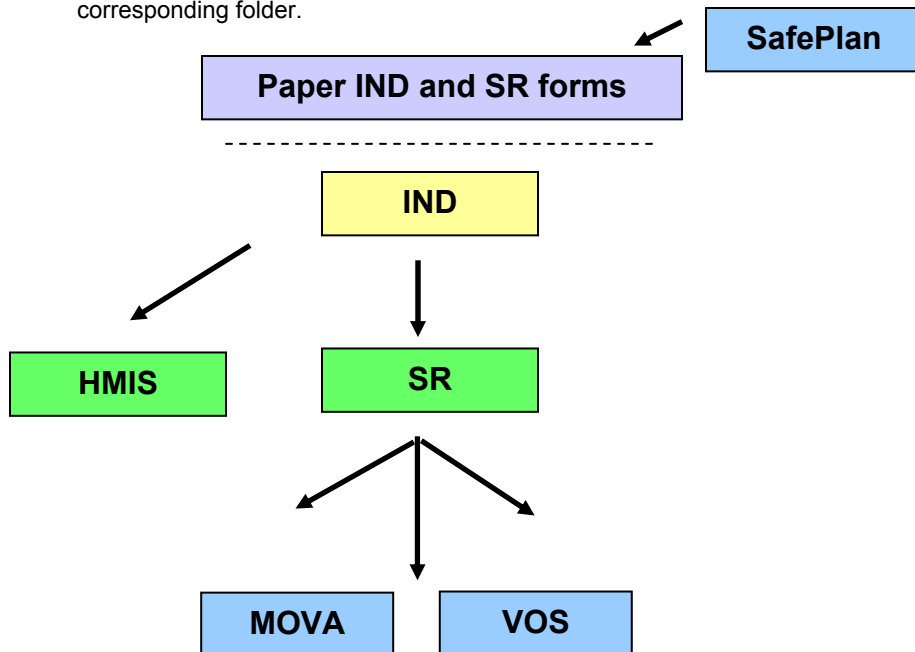 corresponding folder.
SafePlan
Paper IND and SR forms
IND
HMIS
SR
MOVA
VOS